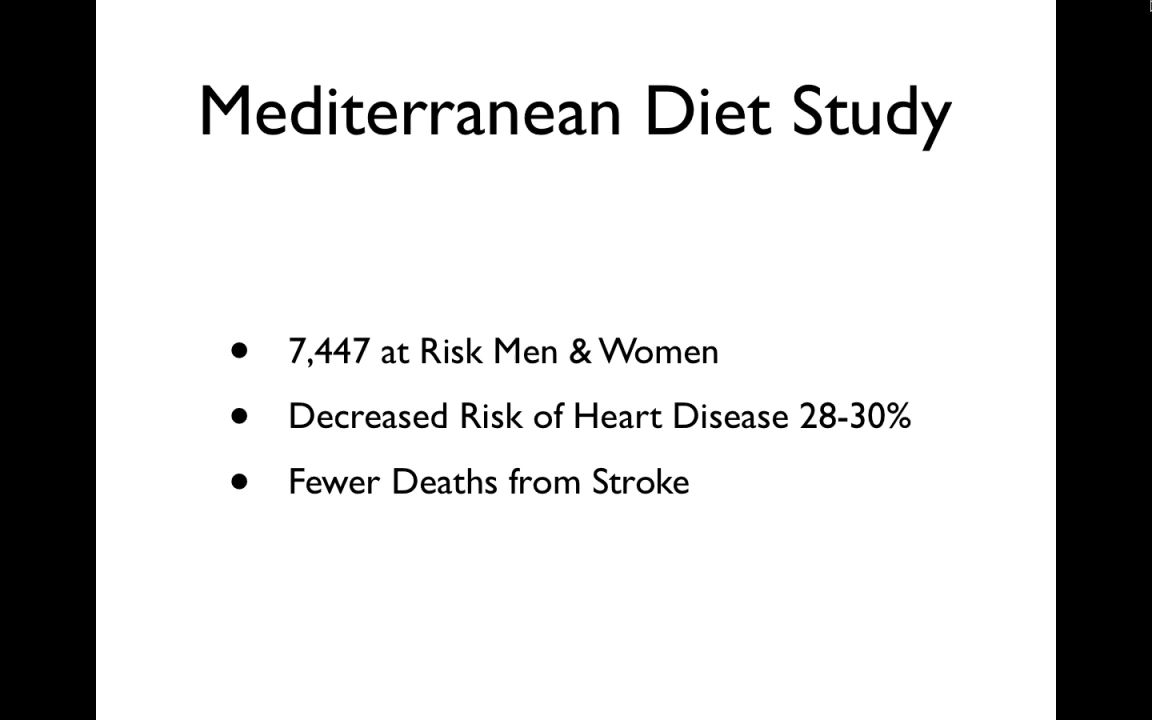 Mediterranean Diet Study
• 7,447 at Risk Men & Women
• Decreased Risk of Heart Disease 28-30%
• Fewer Deaths from Stroke